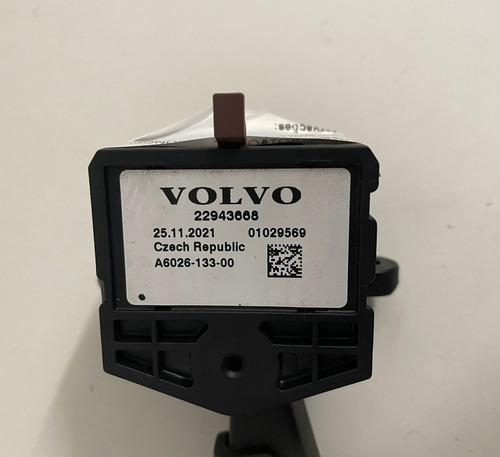 VOLVO
22943668
25.11.2021 01029569
Czech Republic
A6026-133-00